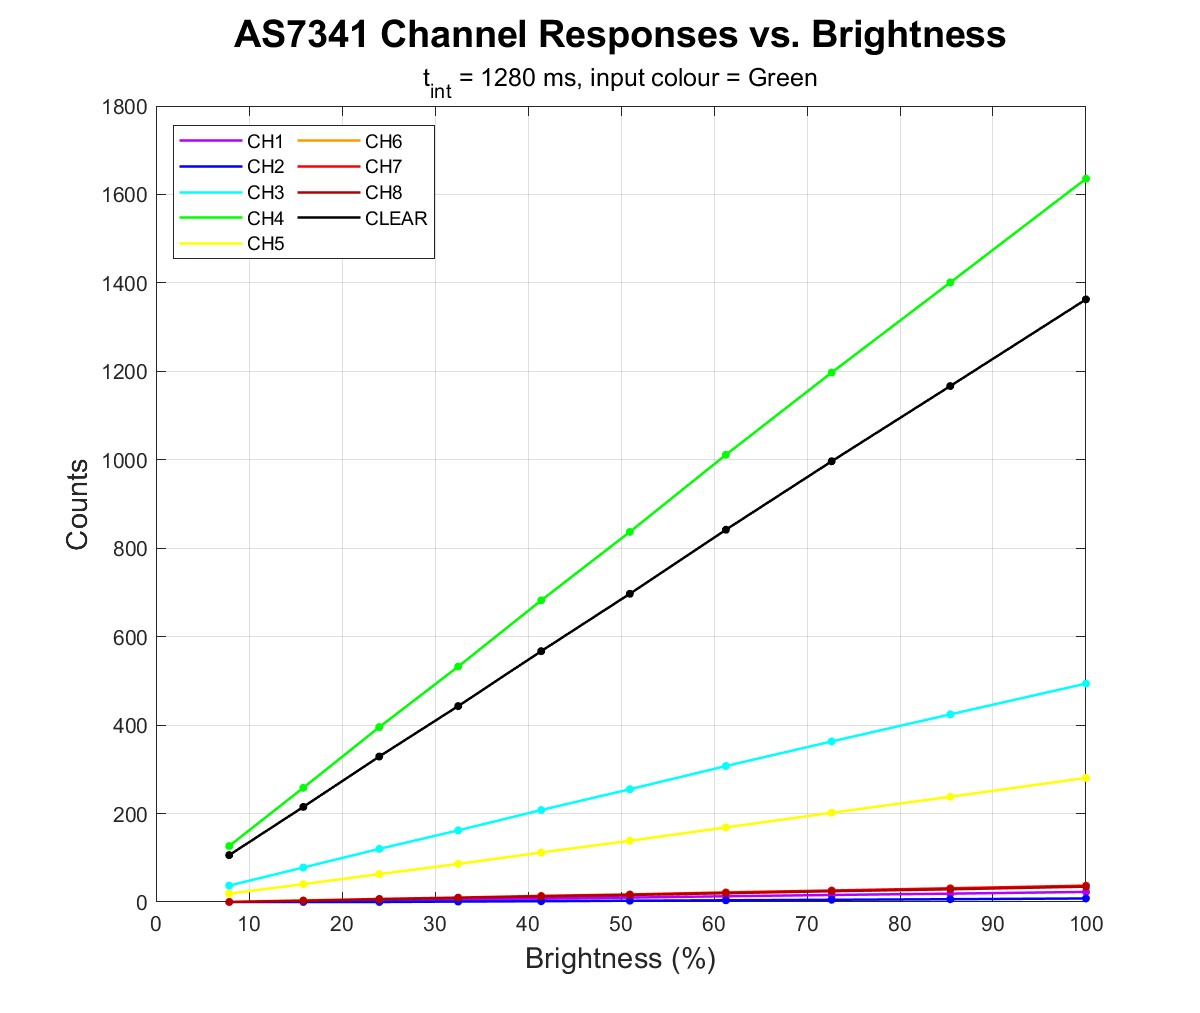 AS7341 Channel Responses vs. Brightness
t_int = 1280 ms, input colour = Green
1800
1600
1400
1200
1000
800
600
400
200
0
CH1 CH6
CH2 CH7
CH3 CH8
CH4 CLEAR
CH5
Counts
0 10 20 30 40 50 60 70 80 90 100
Brightness (%)